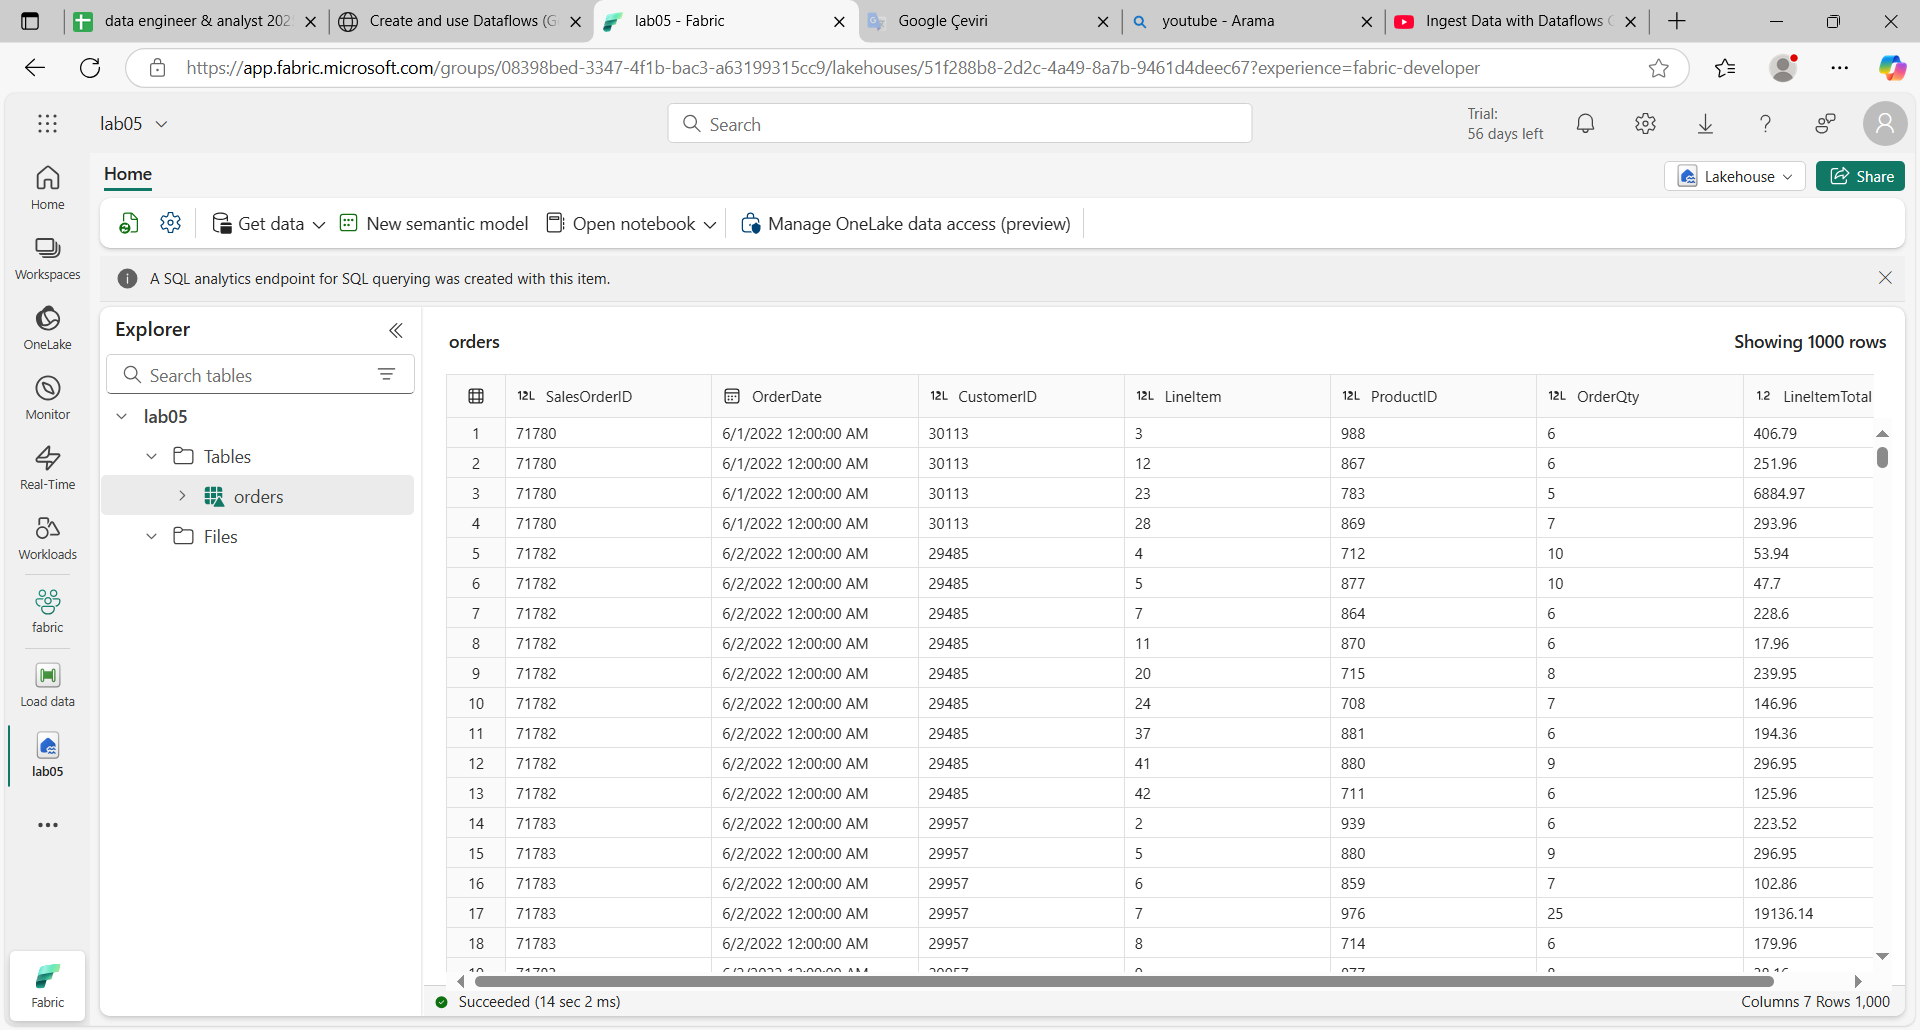 data engineer & analyst 202
Create and use Dataflows (G
lab05 - Fabric
Google Çeviri
youtube - Arama
Ingest Data with Dataflows
https://app.fabric.microsoft.com/groups/08398bed-3347-4f1b-bac3-a63199315cc9/lakehouses/51f288b8-2d2c-4a49-8a7b-9461d4deec67?experience=fabric-developer
lab05
Search
Trial:
56 days left
Home
Lakehouse
Share
Get data
New semantic model
Open notebook
Manage OneLake data access (preview)
A SQL analytics endpoint for SQL querying was created with this item.
Home
Workspaces
OneLake
Monitor
Real-Time
Workloads
fabric
Load data
lab05
Fabric
Explorer
Search tables
lab05
Tables
orders
Files
orders
Showing 1000 rows
12L SalesOrderID OrderDate 12L CustomerID 12L LineItem 12L ProductID 12L OrderQty 1.2 LineItemTotal
1 71780 6/1/2022 12:00:00 AM 30113 3 988 6 406.79
2 71780 6/1/2022 12:00:00 AM 30113 12 867 6 251.96
3 71780 6/1/2022 12:00:00 AM 30113 23 783 5 6884.97
4 71780 6/1/2022 12:00:00 AM 30113 28 869 7 293.96
5 71782 6/2/2022 12:00:00 AM 29485 4 712 10 53.94
6 71782 6/2/2022 12:00:00 AM 29485 5 877 10 47.7
7 71782 6/2/2022 12:00:00 AM 29485 7 864 6 228.6
8 71782 6/2/2022 12:00:00 AM 29485 11 870 6 17.96
9 71782 6/2/2022 12:00:00 AM 29485 20 715 8 239.95
10 71782 6/2/2022 12:00:00 AM 29485 24 708 7 146.96
11 71782 6/2/2022 12:00:00 AM 29485 37 881 6 194.36
12 71782 6/2/2022 12:00:00 AM 29485 41 880 9 296.95
13 71782 6/2/2022 12:00:00 AM 29485 42 711 6 125.96
14 71783 6/2/2022 12:00:00 AM 29957 2 939 6 223.52
15 71783 6/2/2022 12:00:00 AM 29957 5 880 9 296.95
16 71783 6/2/2022 12:00:00 AM 29957 6 859 7 102.86
17 71783 6/2/2022 12:00:00 AM 29957 7 976 25 19136.14
18 71783 6/2/2022 12:00:00 AM 29957 8 714 6 179.96
Succeeded (14 sec 2 ms)
Columns 7 Rows 1,000